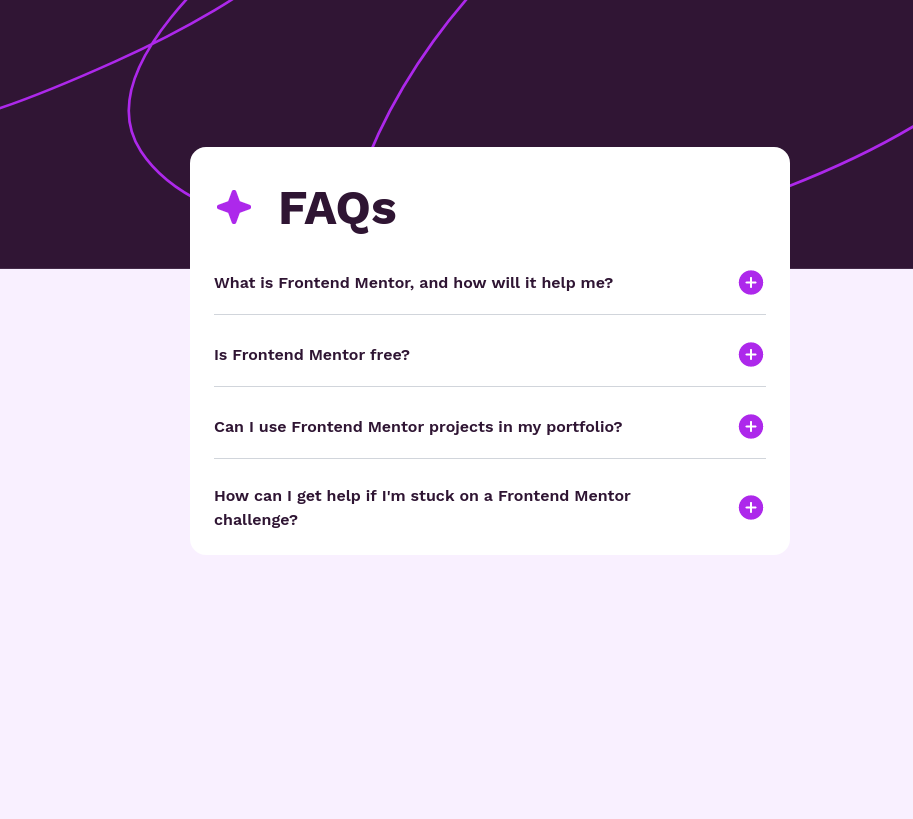 FAQs
What is Frontend Mentor, and how will it help me?
Is Frontend Mentor free?
Can I use Frontend Mentor projects in my portfolio?
How can I get help if I'm stuck on a Frontend Mentor
challenge?